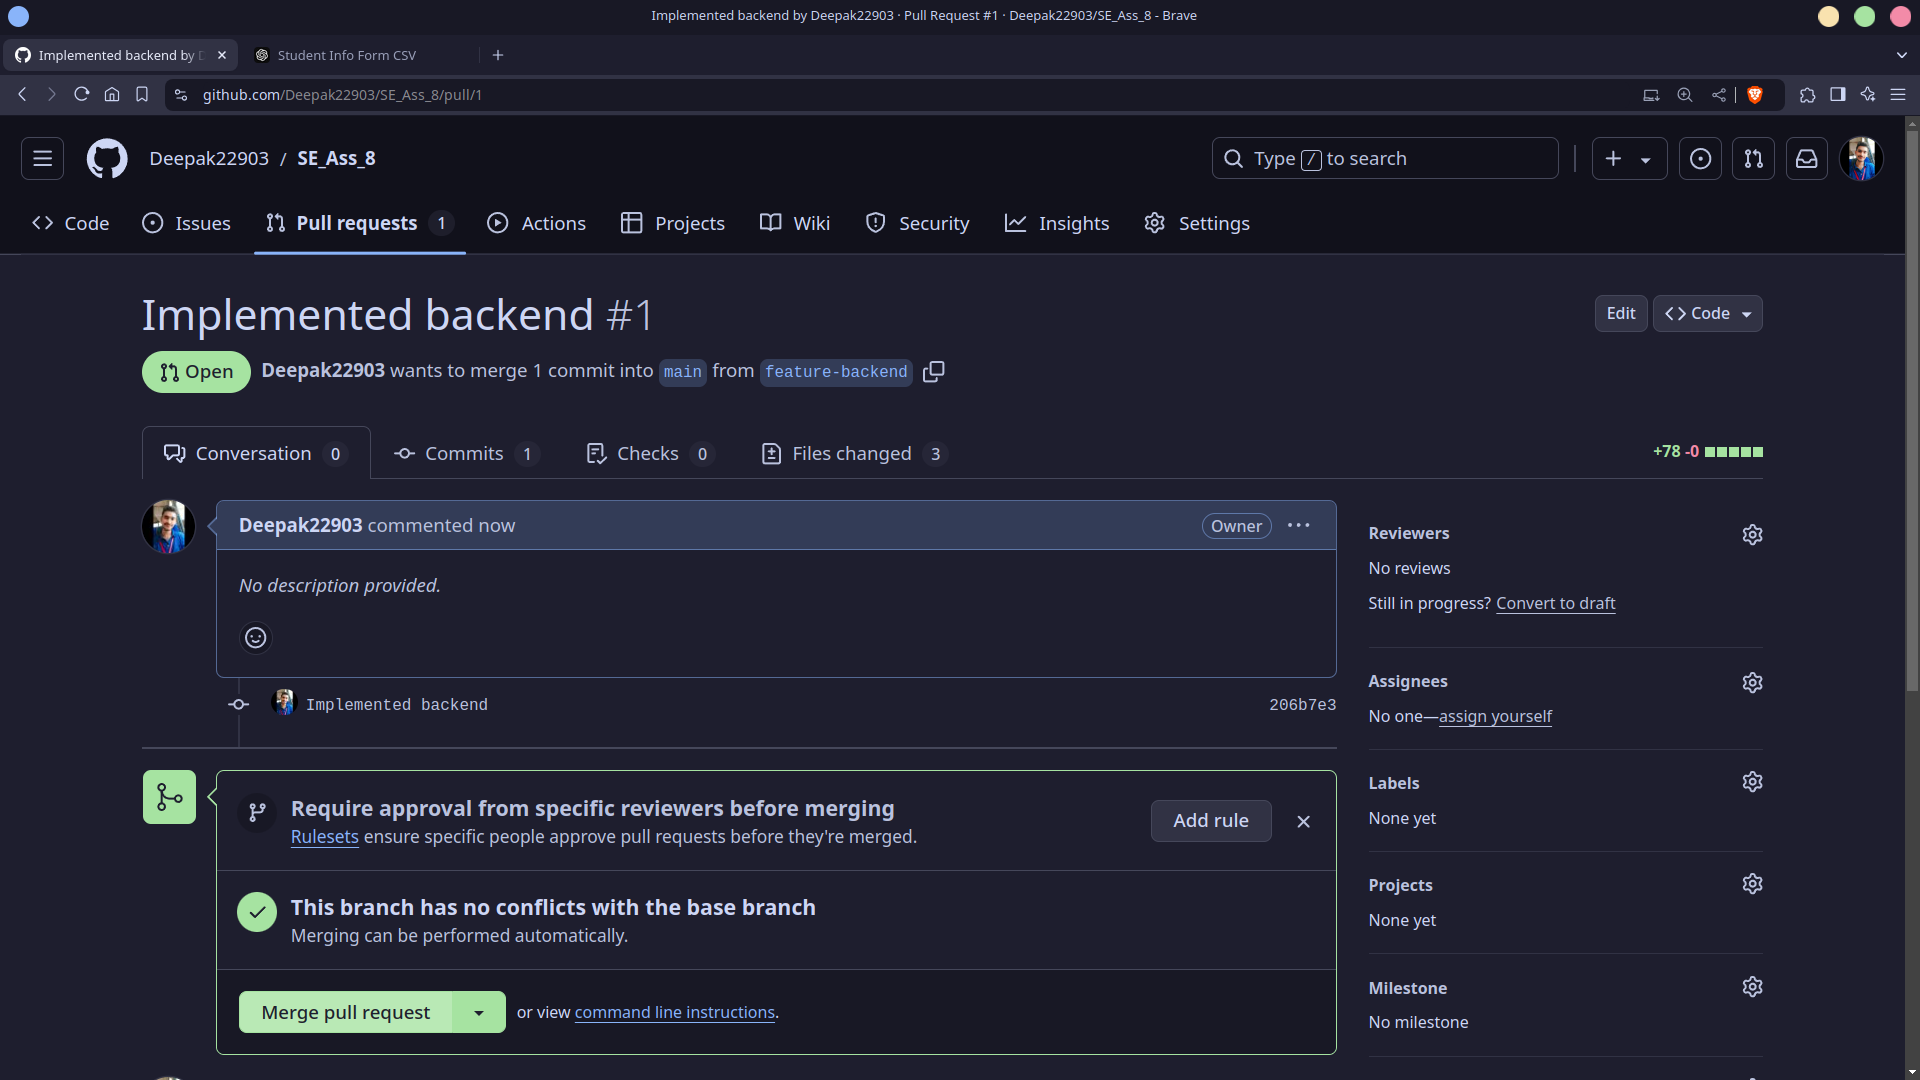 Implemented backend by Deepak22903 · Pull Request #1 · Deepak22903/SE_Ass_8 - Brave
Implemented backend by D
Student Info Form CSV
github.com/Deepak22903/SE_Ass_8/pull/1
Deepak22903 / SE_Ass_8
Type / to search
Code
Issues
Pull requests 1
Actions
Projects
Wiki
Security
Insights
Settings
Implemented backend #1
Edit
Code
Open
Deepak22903 wants to merge 1 commit into main from feature-backend
Conversation 0
Commits 1
Checks 0
Files changed 3
+78 -0
Deepak22903 commented now
Owner
No description provided.
Implemented backend
206b7e3
Require approval from specific reviewers before merging
Rulesets ensure specific people approve pull requests before they're merged.
Add rule
This branch has no conflicts with the base branch
Merging can be performed automatically.
Merge pull request
or view command line instructions.
Reviewers
No reviews
Still in progress? Convert to draft
Assignees
No one—assign yourself
Labels
None yet
Projects
None yet
Milestone
No milestone